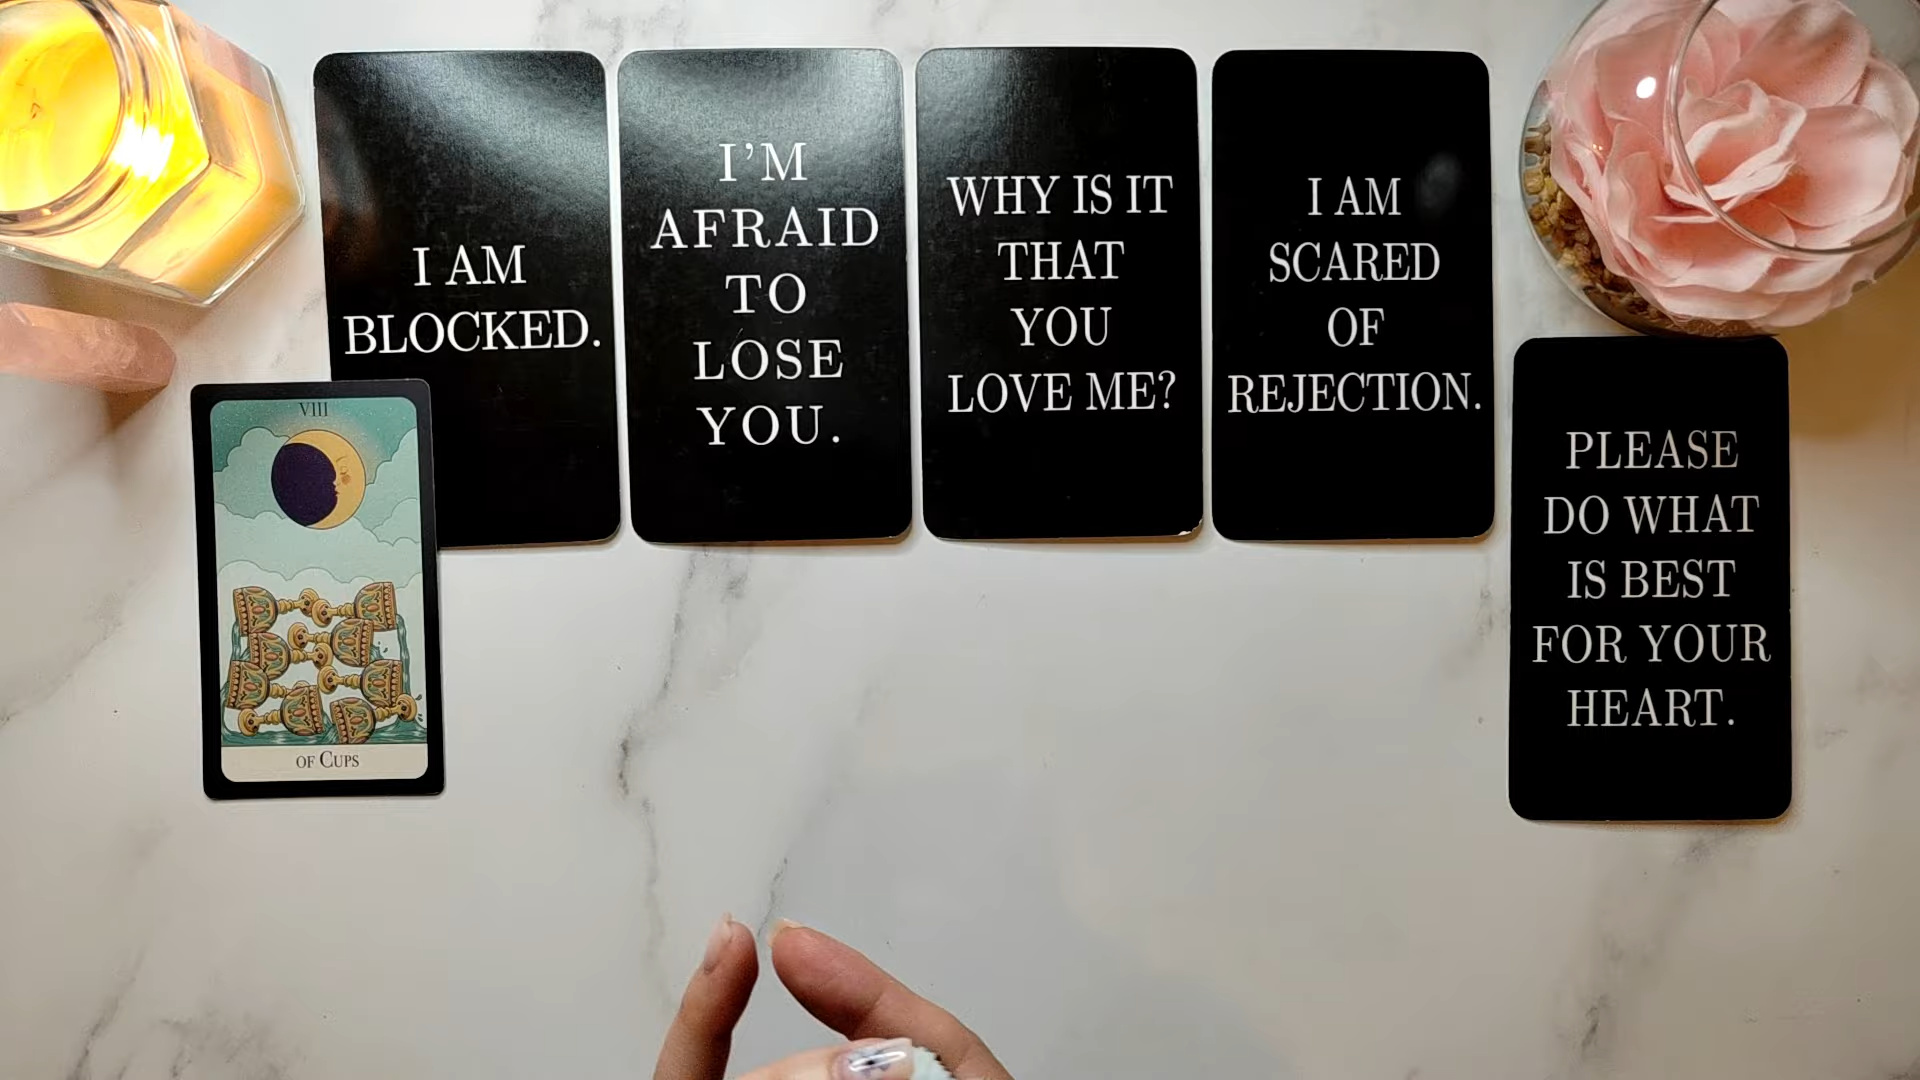 I AM
BLOCKED.
I'M
AFRAID
TO
LOSE
YOU.
WHY IS IT
THAT
YOU
LOVE ME?
I AM
SCARED
OF
REJECTION.
PLEASE
DO WHAT
IS BEST
FOR YOUR
HEART.
VIII
OF CUPS